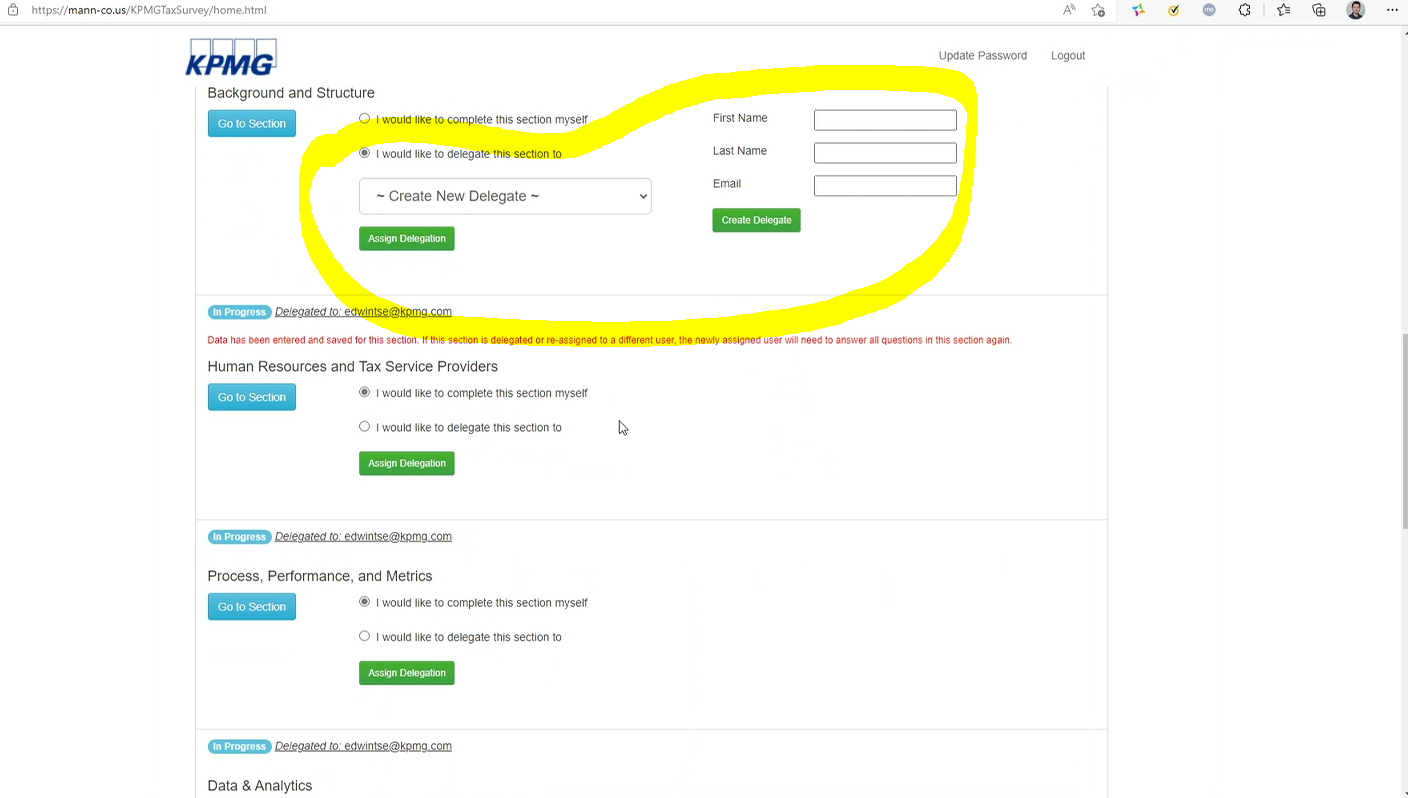 https://mann-co.us/KPMGTaxSurvey/home.html
KPMG
Update Password Logout
Background and Structure
Go to Section
I would like to complete this section myself
I would like to delegate this section to
~ Create New Delegate ~
Assign Delegation
First Name
Last Name
Email
Create Delegate
In Progress Delegated to: edwintse@kpmg.com
Data has been entered and saved for this section. If this section is delegated or re-assigned to a different user, the newly assigned user will need to answer all questions in this section again.
Human Resources and Tax Service Providers
Go to Section
I would like to complete this section myself
I would like to delegate this section to
Assign Delegation
In Progress Delegated to: edwintse@kpmg.com
Process, Performance, and Metrics
Go to Section
I would like to complete this section myself
I would like to delegate this section to
Assign Delegation
In Progress Delegated to: edwintse@kpmg.com
Data & Analytics